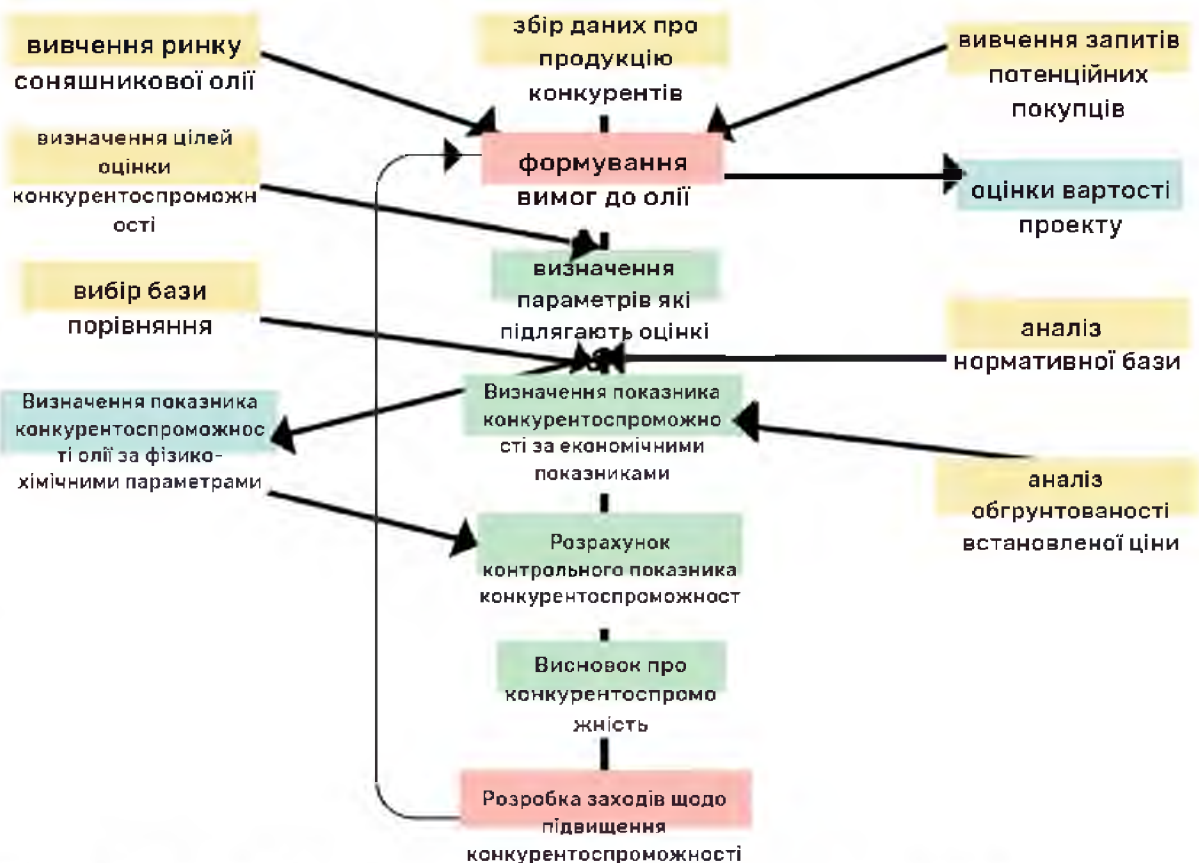 вивчення ринку
соняшникової олії
збір даних про
продукцію
конкурентів
вивчення запитів
потенційних
покупців
визначення цілей
оцінки
конкурентоспроможн
ості
формування
вимог до олії
оцінки вартості
проекту
вибір бази
порівняння
визначення
параметрів які
підлягають оцінкі
аналіз
нормативної бази
Визначення показника
конкурентоспроможнос
ті олії за фізико-
хімічними параметрами
Визначення показника
конкурентоспроможно
сті за економічними
показниками
аналіз
обгрунтованості
встановленої ціни
Розрахунок
контрольного показника
конкурентоспроможност
Висновок про
конкурентоспромо
жність
Розробка заходів щодо
підвищення
конкурентоспроможності